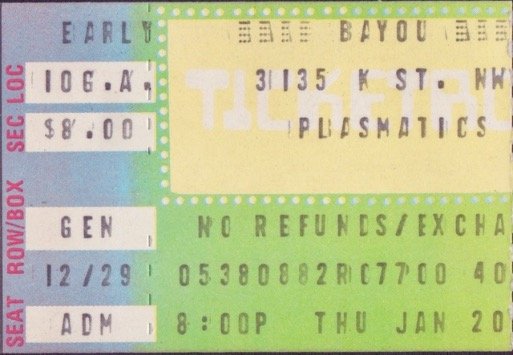 EARLY BAYOU
SEC LOC 10G.A. 3135 K ST. NW
$8.00 PLASMATICS
ROW/BOX GEN NO REFUNDS/EXCHA
12/29 05380882RC7700 40
SEAT ADM 8:00P THU JAN 20